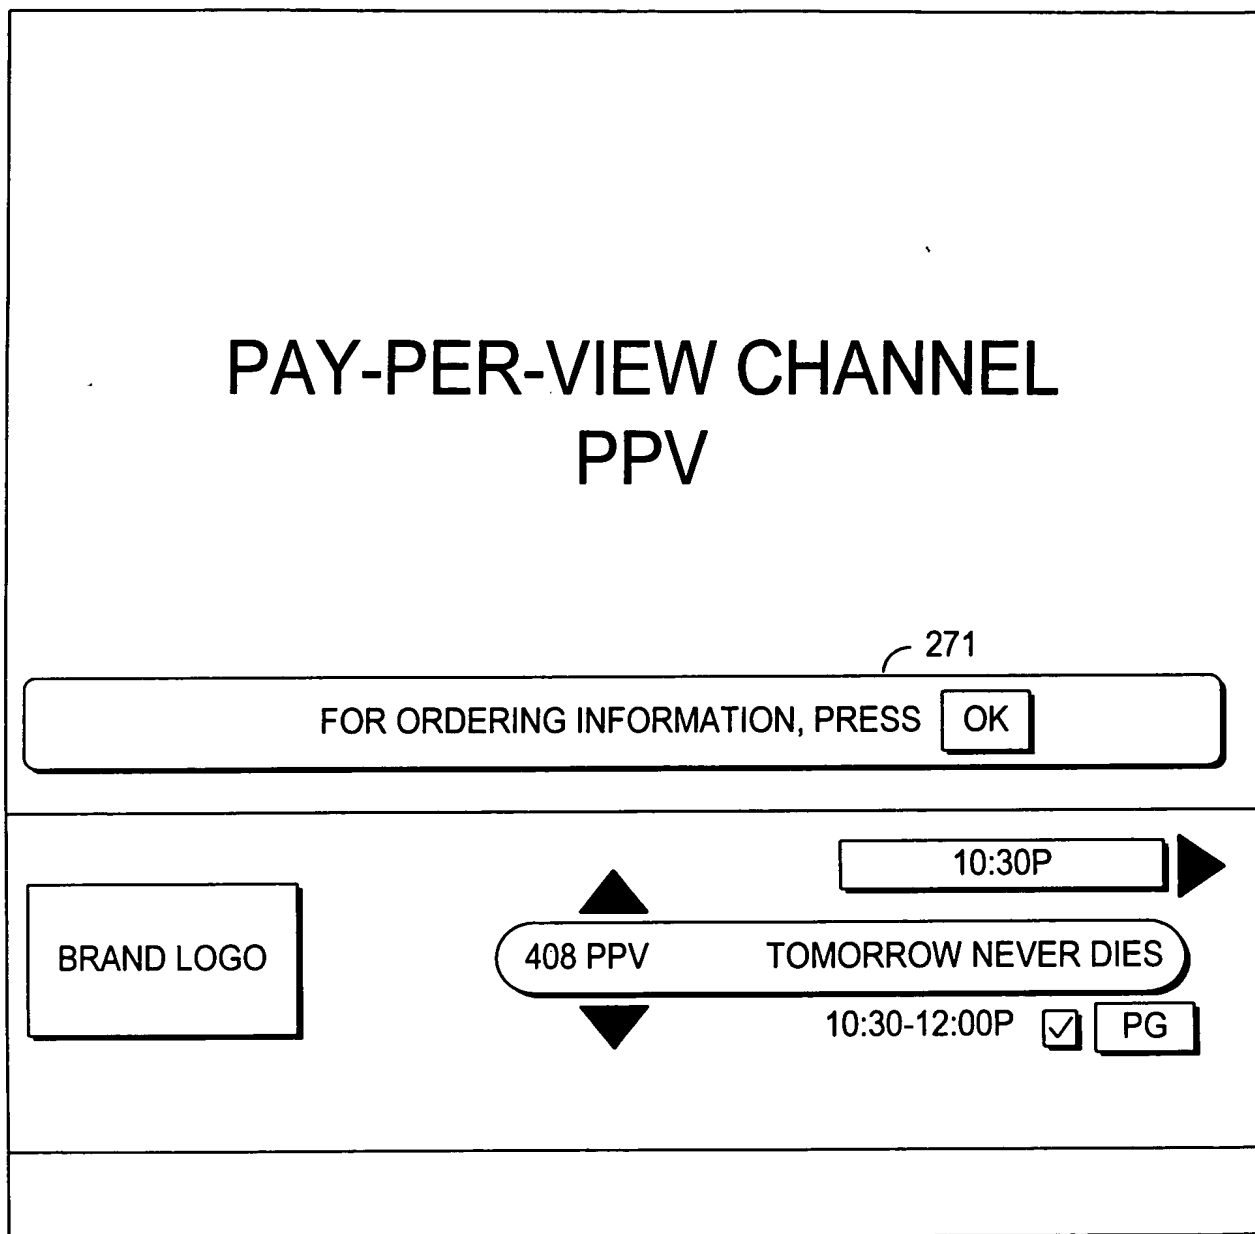 PAY-PER-VIEW CHANNEL
PPV
271
FOR ORDERING INFORMATION, PRESS OK
10:30P
BRAND LOGO
408 PPV TOMORROW NEVER DIES
10:30-12:00P PG